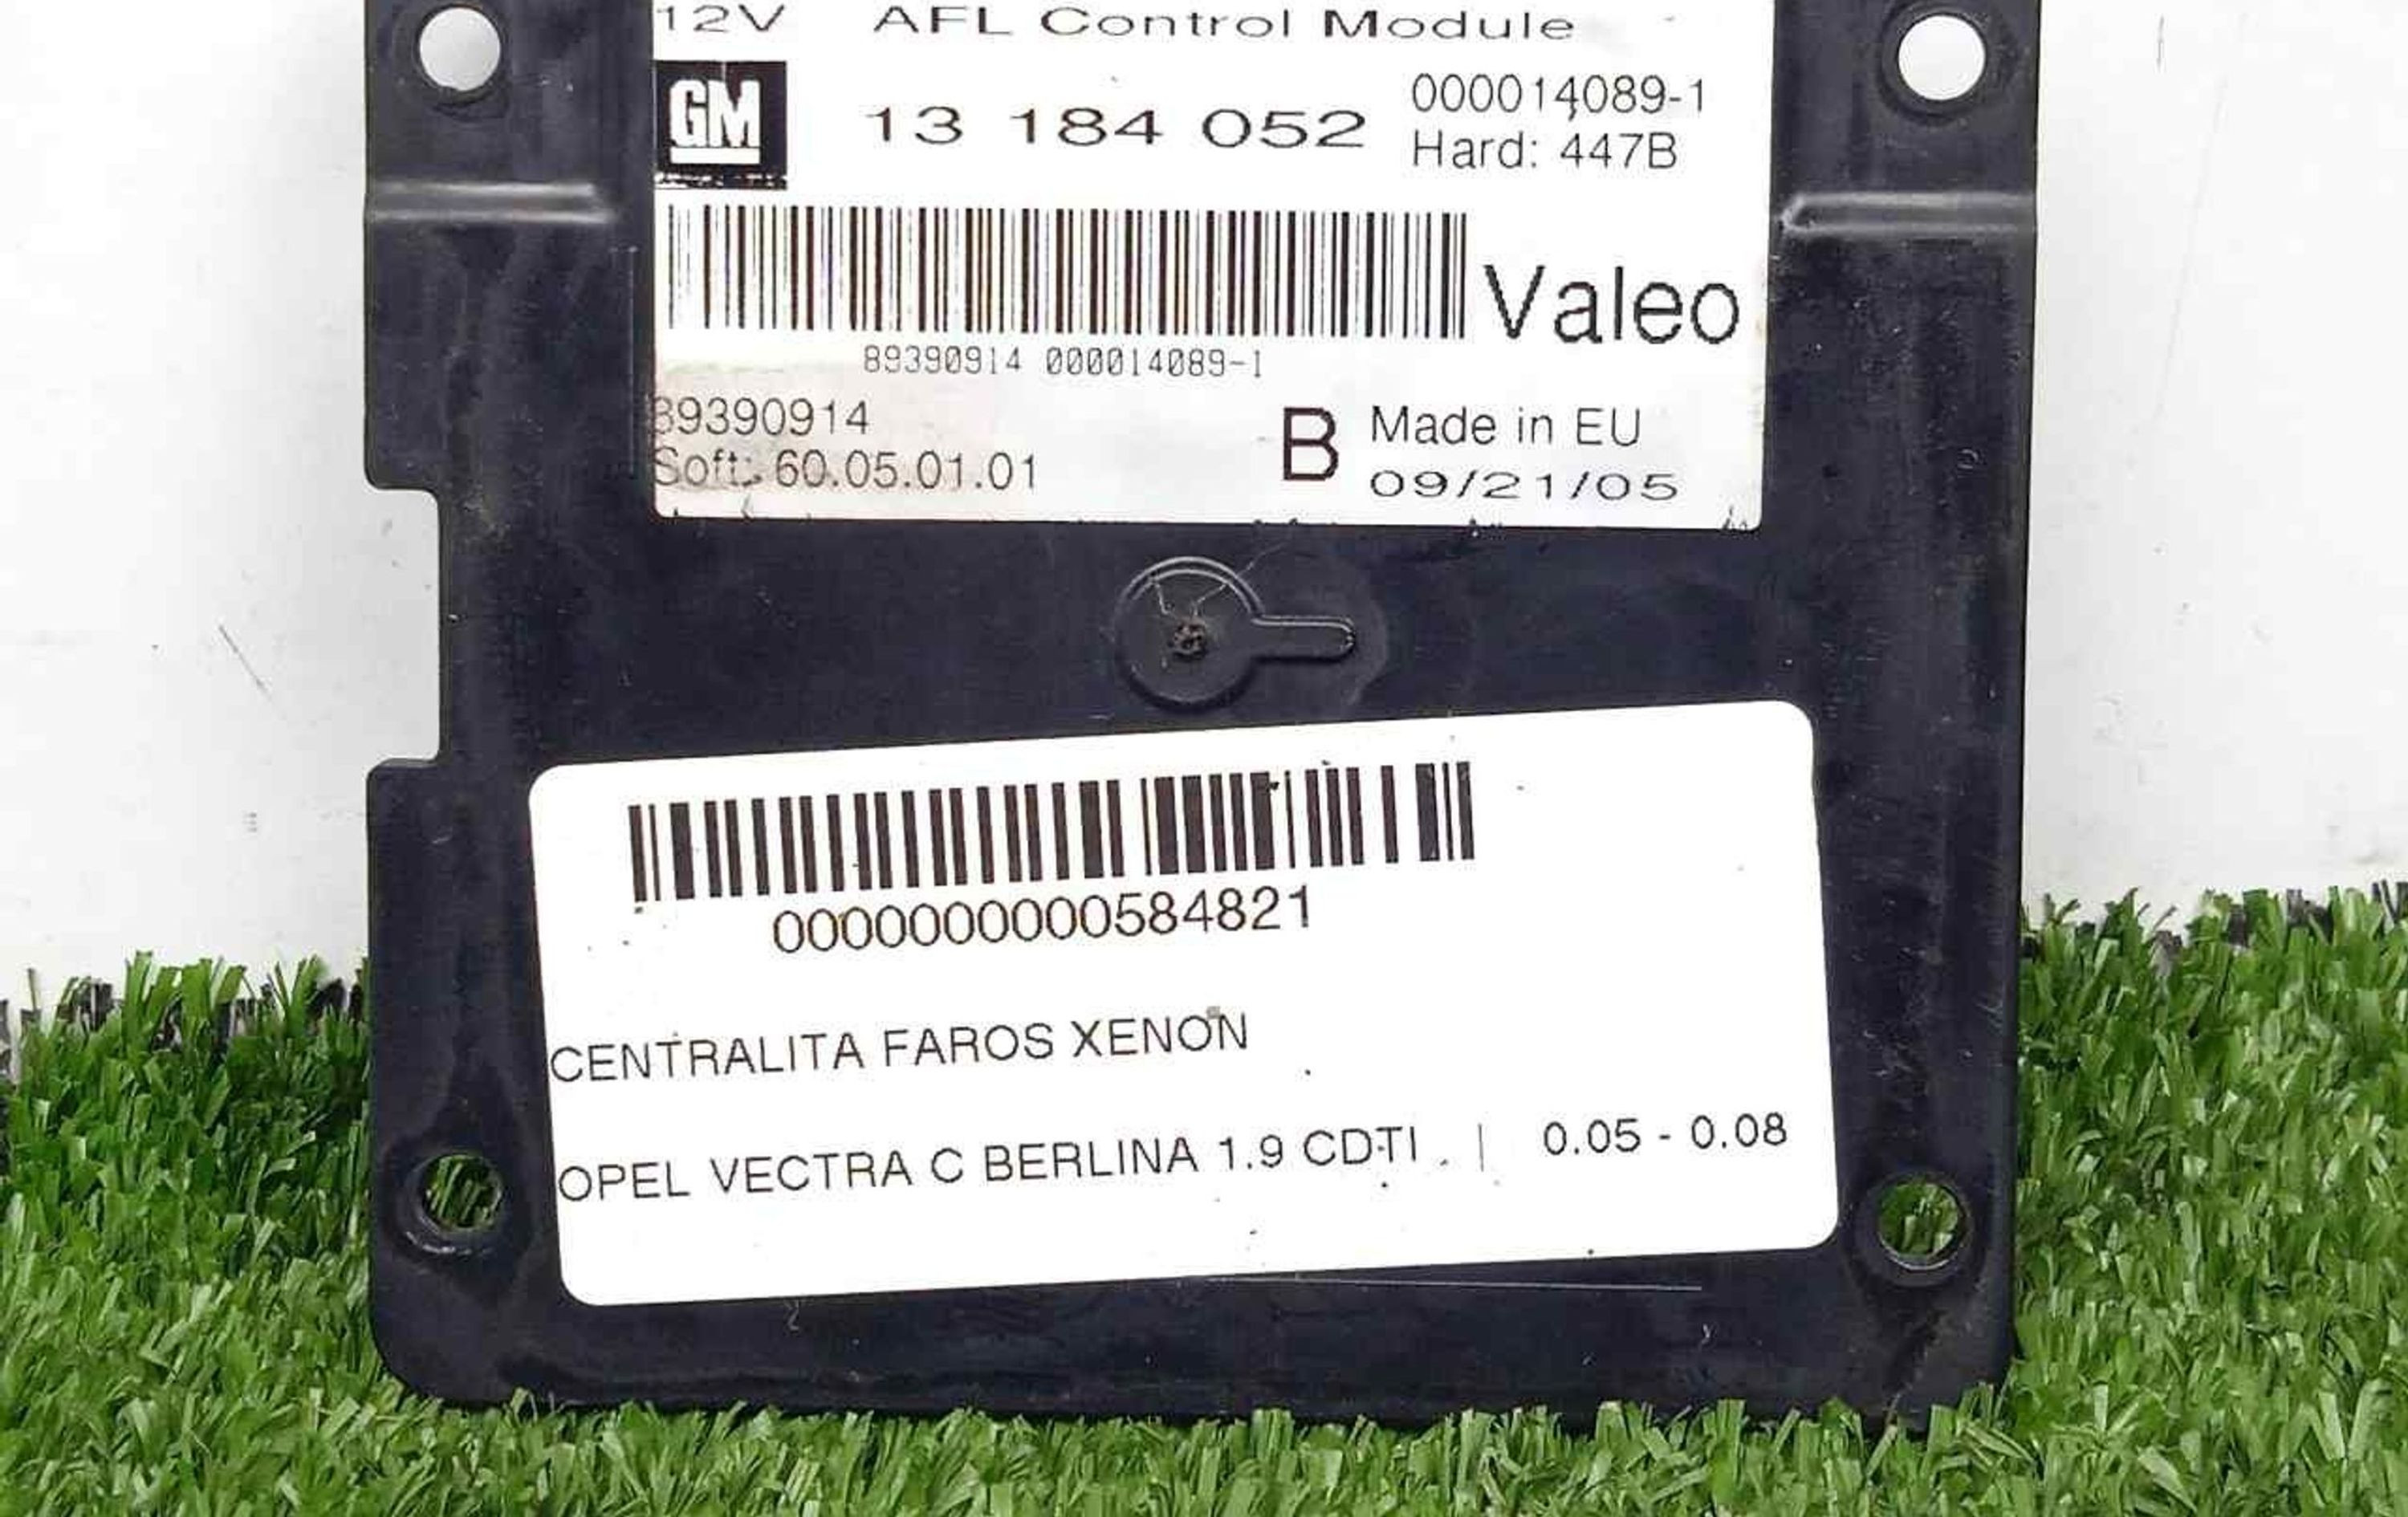 12V AFL Control Module
GM 13 184 052 000014089-1
Hard: 447B
Valeo
89390914 000014089-1
89390914
Soft: 60.05.01.01
B Made in EU
09/21/05
0000000000584821
CENTRALITA FAROS XENON
OPEL VECTRA C BERLINA 1.9 CDTI . | 0.05 - 0.08